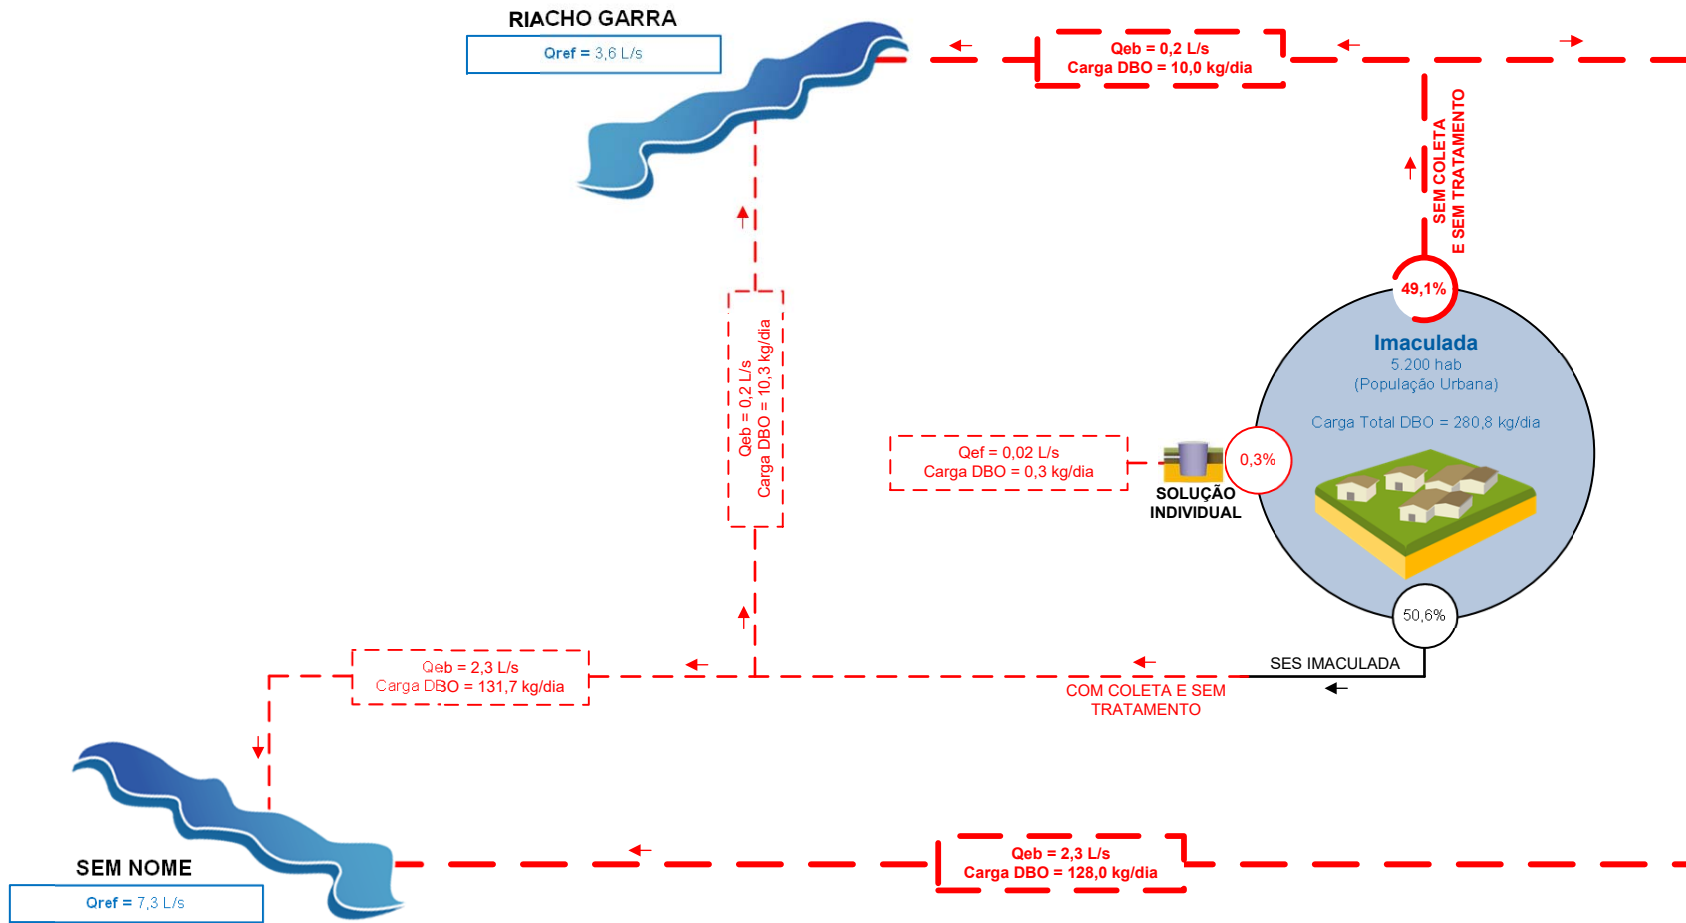 RIACHO GARRA
Qref = 3,6 L/s
Qeb = 0,2 L/s
Carga DBO = 10,0 kg/dia
SEM COLETA
E SEM TRATAMENTO
49,1%
Imaculada
5.200 hab
(População Urbana)
Carga Total DBO = 280,8 kg/dia
Qeb = 0,2 L/s
Carga DBO = 10,3 kg/dia
Qef = 0,02 L/s
Carga DBO = 0,3 kg/dia
0,3%
SOLUÇÃO
INDIVIDUAL
50,6%
SES IMACULADA
COM COLETA E SEM
TRATAMENTO
Qeb = 2,3 L/s
Carga DBO = 131,7 kg/dia
SEM NOME
Qref = 7,3 L/s
Qeb = 2,3 L/s
Carga DBO = 128,0 kg/dia